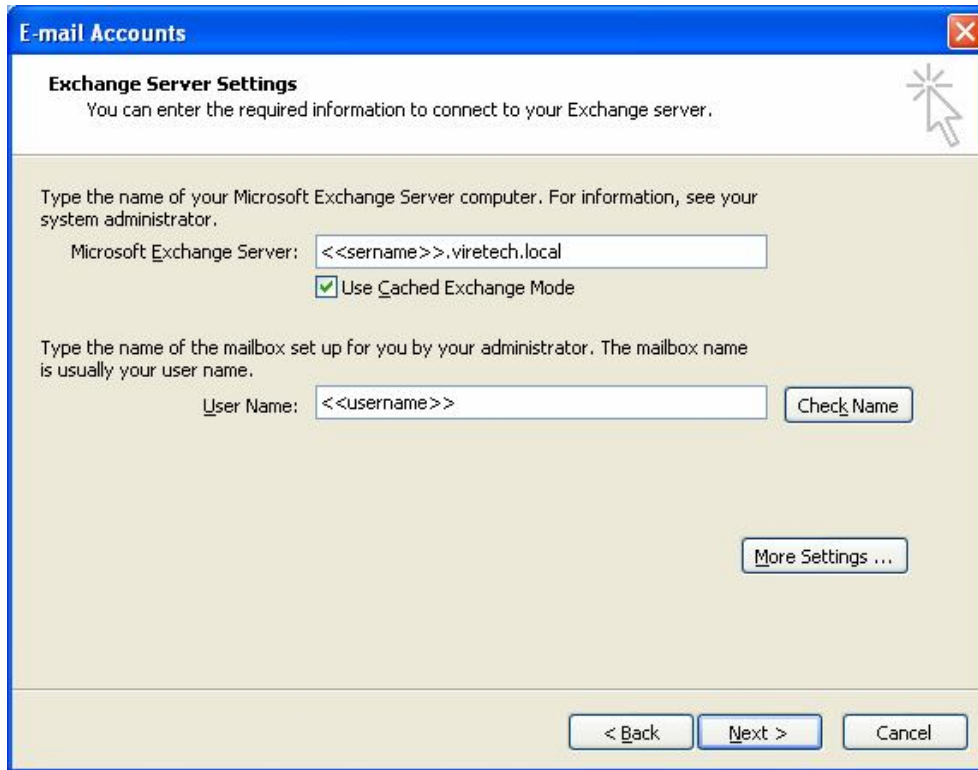 E-mail Accounts
Exchange Server Settings
You can enter the required information to connect to your Exchange server.
Type the name of your Microsoft Exchange Server computer. For information, see your
system administrator.
Microsoft Exchange Server: <<sername>>.viretech.local
Use Cached Exchange Mode
Type the name of the mailbox set up for you by your administrator. The mailbox name
is usually your user name.
User Name: <<username>> Check Name
More Settings ...
< Back Next > Cancel